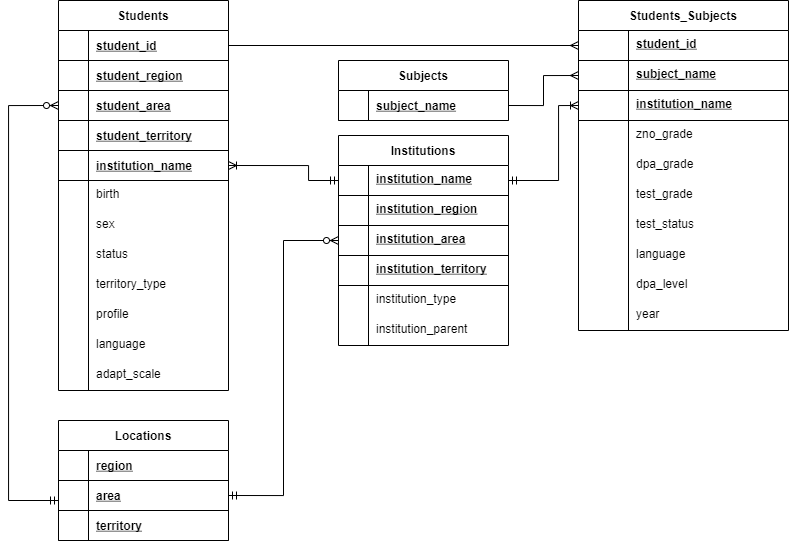 Students
student_id
student_region
student_area
student_territory
institution_name
birth
sex
status
territory_type
profile
language
adapt_scale
Locations
region
area
territory
Subjects
subject_name
Institutions
institution_name
institution_region
institution_area
institution_territory
institution_type
institution_parent
Students_Subjects
student_id
subject_name
institution_name
zno_grade
dpa_grade
test_grade
test_status
language
dpa_level
year